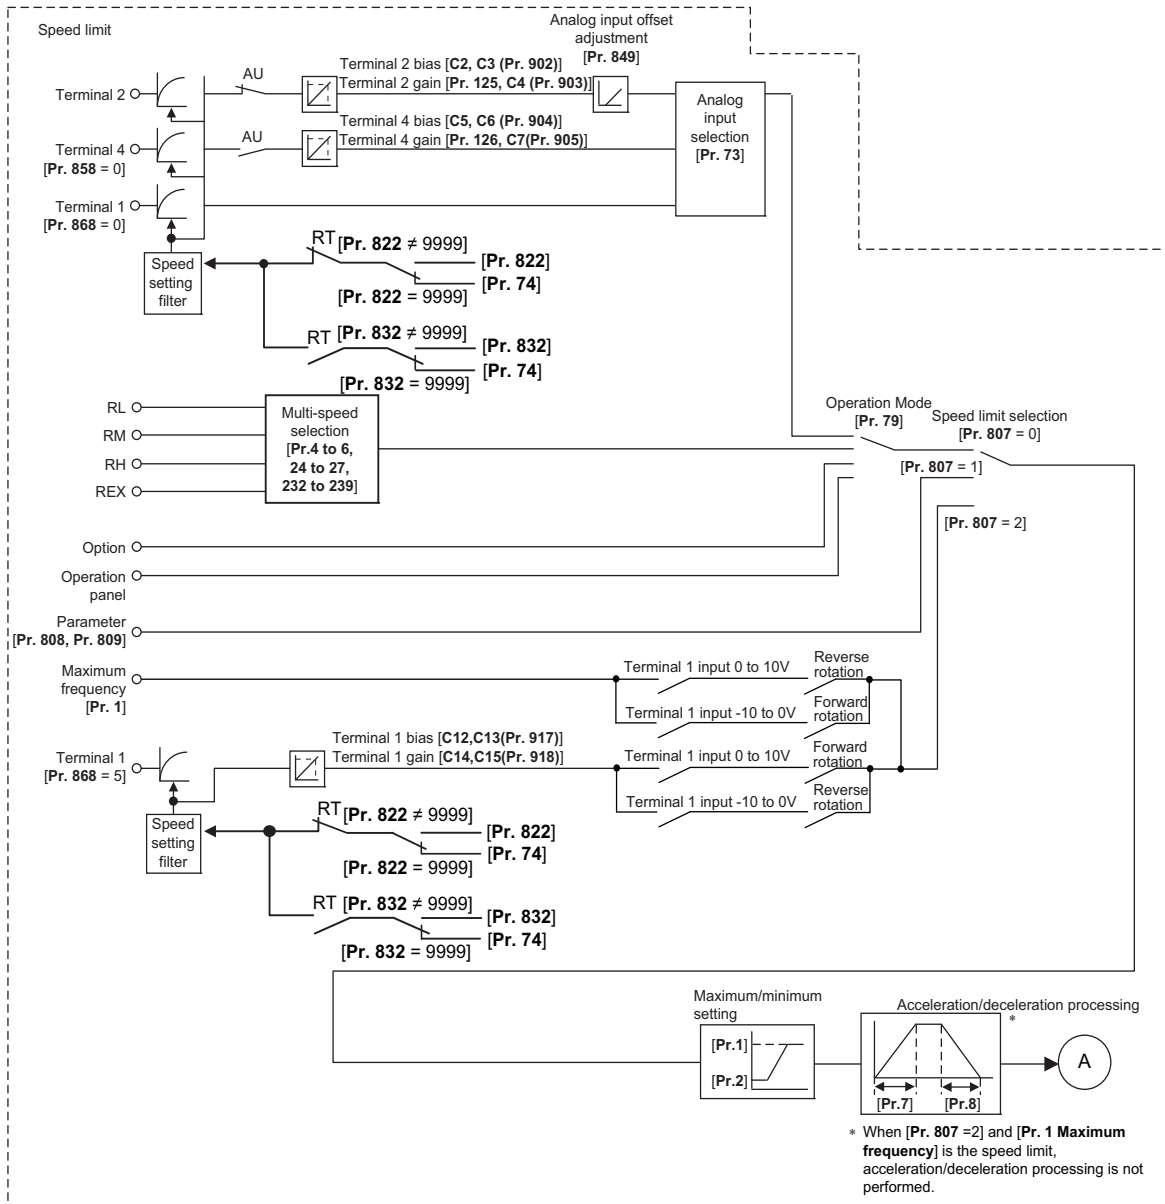 Speed limit
Analog input offset
adjustment
[Pr. 849]
Terminal 2
AU
Terminal 2 bias [C2, C3 (Pr. 902)]
Terminal 2 gain [Pr. 125, C4 (Pr. 903)]
Analog
input
selection
[Pr. 73]
Terminal 4
[Pr. 858 = 0]
AU
Terminal 4 bias [C5, C6 (Pr. 904)]
Terminal 4 gain [Pr. 126, C7(Pr. 905)]
Terminal 1
[Pr. 868 = 0]
Speed
setting
filter
RT
[Pr. 822 ≠ 9999]
[Pr. 822]
[Pr. 74]
[Pr. 822 = 9999]
RT
[Pr. 832 ≠ 9999]
[Pr. 832]
[Pr. 74]
[Pr. 832 = 9999]
RL
RM
RH
REX
Multi-speed
selection
[Pr.4 to 6,
24 to 27,
232 to 239]
Operation Mode
[Pr. 79]
Speed limit selection
[Pr. 807 = 0]
[Pr. 807 = 1]
[Pr. 807 = 2]
Option
Operation
panel
Parameter
[Pr. 808, Pr. 809]
Maximum
frequency
[Pr. 1]
Terminal 1 input 0 to 10V
Reverse
rotation
Terminal 1 input -10 to 0V
Forward
rotation
Terminal 1
[Pr. 868 = 5]
Terminal 1 bias [C12,C13(Pr. 917)]
Terminal 1 gain [C14,C15(Pr. 918)]
Terminal 1 input 0 to 10V
Forward
rotation
Terminal 1 input -10 to 0V
Reverse
rotation
Speed
setting
filter
RT
[Pr. 822 ≠ 9999]
[Pr. 822]
[Pr. 74]
[Pr. 822 = 9999]
RT
[Pr. 832 ≠ 9999]
[Pr. 832]
[Pr. 74]
[Pr. 832 = 9999]
Maximum/minimum
setting
[Pr.1]
[Pr.2]
Acceleration/deceleration processing
*
[Pr.7]
[Pr.8]
A
* When [Pr. 807 =2] and [Pr. 1 Maximum
frequency] is the speed limit,
acceleration/deceleration processing is not
performed.